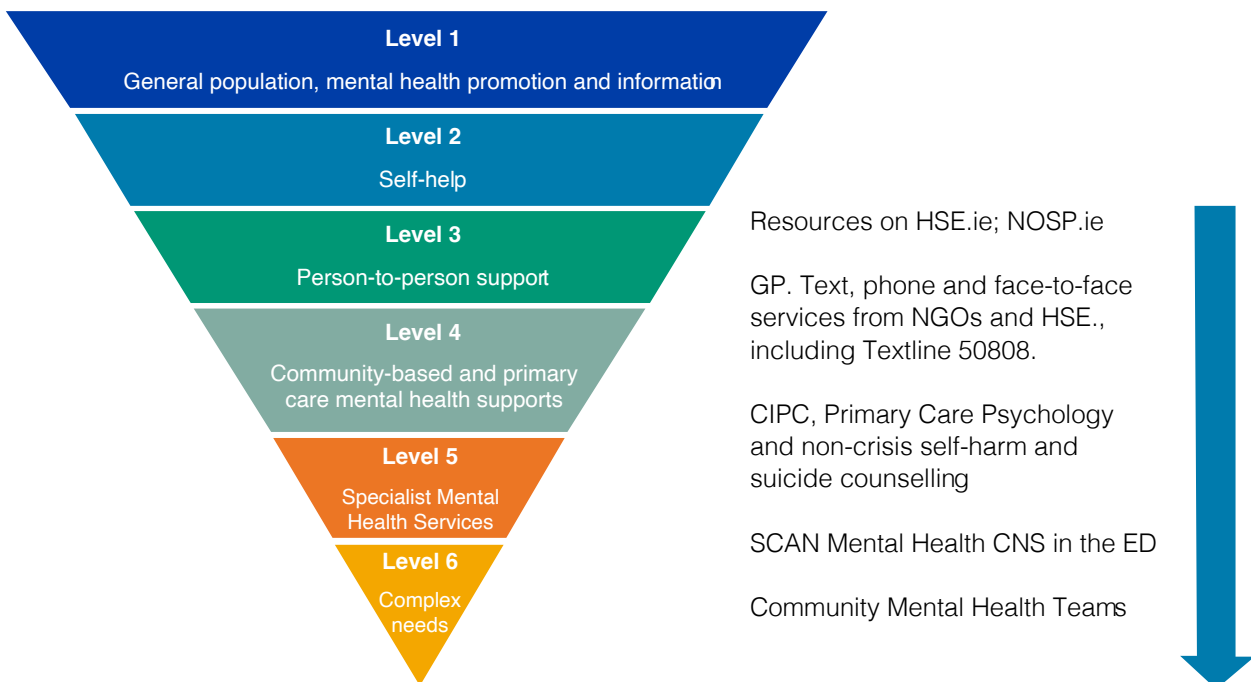 Level 1
General population, mental health promotion and information
Level 2
Self-help
Level 3
Person-to-person support
Level 4
Community-based and primary
care mental health supports
Level 5
Specialist Mental
Health Services
Level 6
Complex
needs
Resources on HSE.ie; NOSP.ie
GP. Text, phone and face-to-face
services from NGOs and HSE.,
including Textline 50808.
CIPC, Primary Care Psychology
and non-crisis self-harm and
suicide counselling
SCAN Mental Health CNS in the ED
Community Mental Health Teams